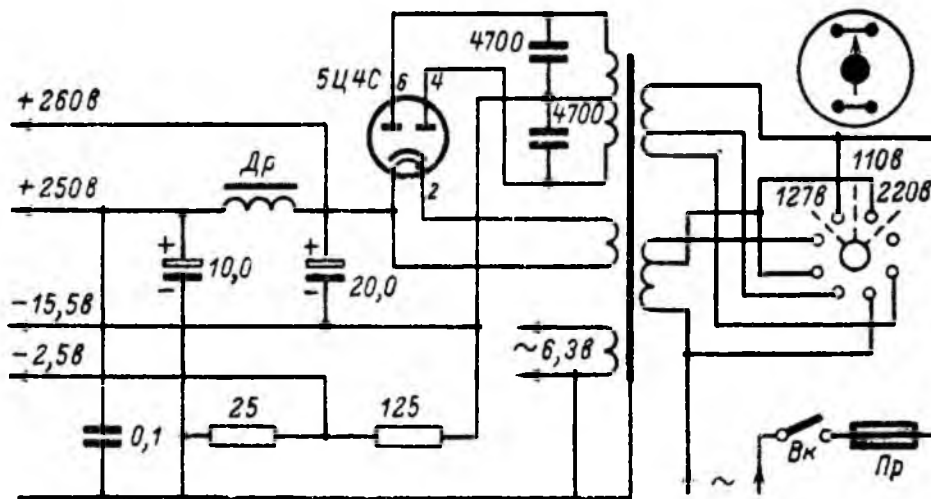 4700
5Ц4С
6
4
+260в
4700
Др
110в
+250в
2
127в
220в
+
+
10,0
-
-
20,0
-15,5в
~6,3в
-2,5в
25
125
0,1
Вк
~
Пр